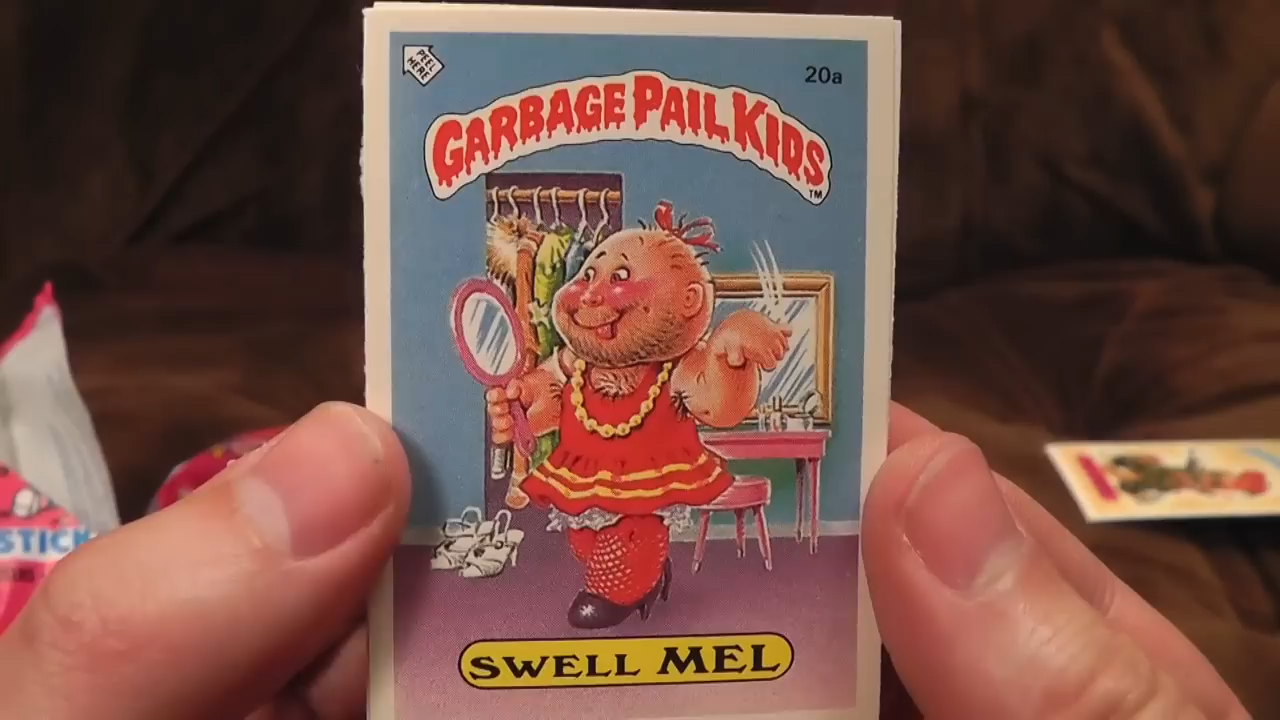 PEEL
HERE
20a
GARBAGE PAIL KIDS
TM
SWELL MEL
STICK